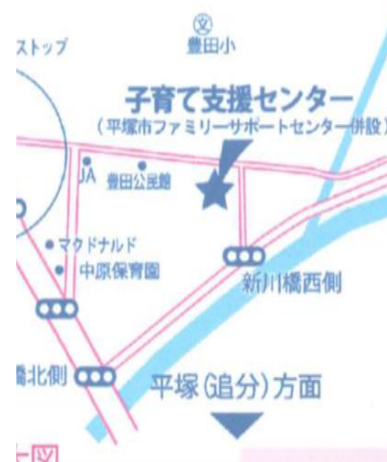 ストップ
文
豊田小
子育て支援センター
（平塚市ファミリーサポートセンター併設）
JA
豊田公民館
マクドナルド
中原保育園
新川橋西側
橋北側
平塚（追分）方面
図